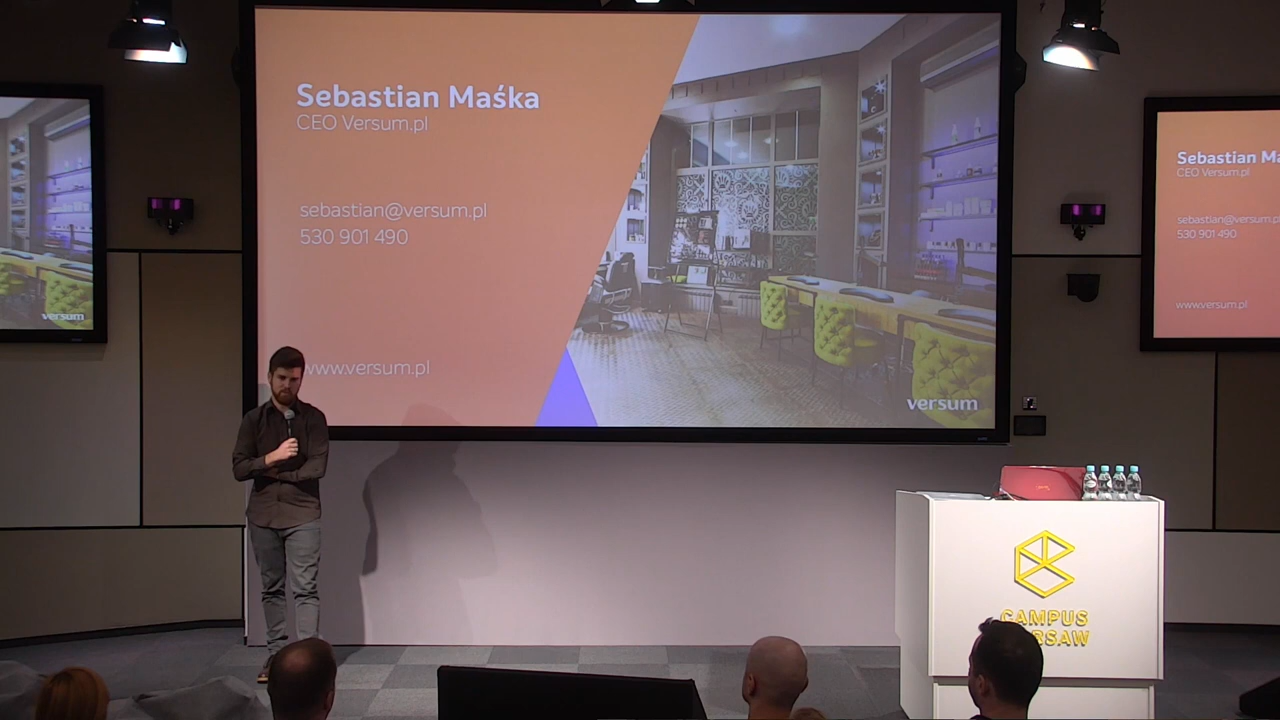 Sebastian Maśka
CEO Versum.pl
sebastian@versum.pl
530 901 490
www.versum.pl
versum
versum
Sebastian Ma
CEO Versum.pl
sebastian@versum.p
530 901 490
www.versum.pl
CAMPUS